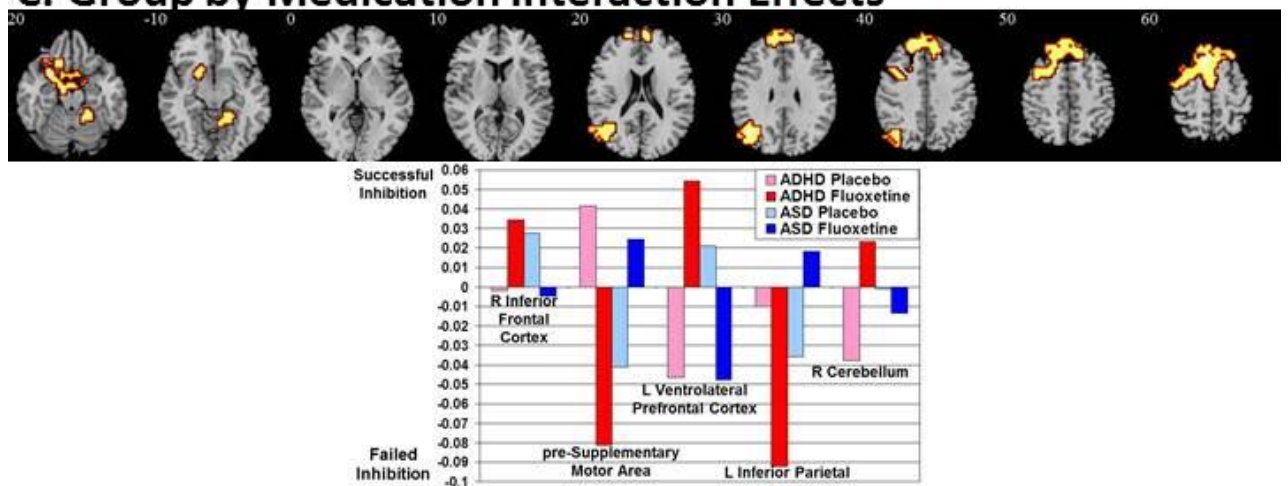 C. Group by Medication Interaction Effects
20 -10 0 10 20 30 40 50 60
Successful
Inhibition
0.06
0.05
0.04
0.03
0.02
0.01
0
-0.01
-0.02
-0.03
-0.04
-0.05
-0.06
-0.07
-0.08
-0.09
-0.1
Failed
Inhibition
ADHD Placebo
ADHD Fluoxetine
ASD Placebo
ASD Fluoxetine
R Inferior
Frontal
Cortex
pre-Supplementary
Motor Area
L Ventrolateral
Prefrontal Cortex
L Inferior Parietal
R Cerebellum